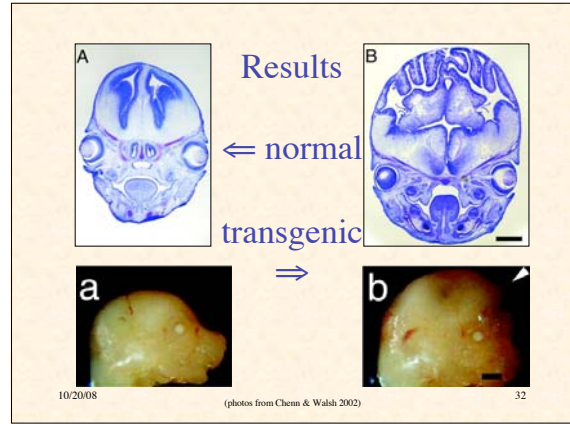 A
Results
B
⇐ normal
transgenic
⇒
a
b
10/20/08
(photos from Chenn & Walsh 2002)
32